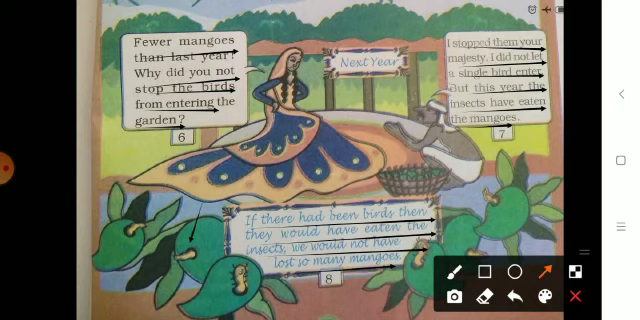 Fewer mangoes
than last year?
Why did you not
stop the birds
from entering the
garden?
6
Next Year
I stopped them your
majesty. I did not let
a single bird enter.
But this year the
insects have eaten
the mangoes.
7
If there had been birds then
they would have eaten the
insects, we would not have
lost so many mangoes.
8